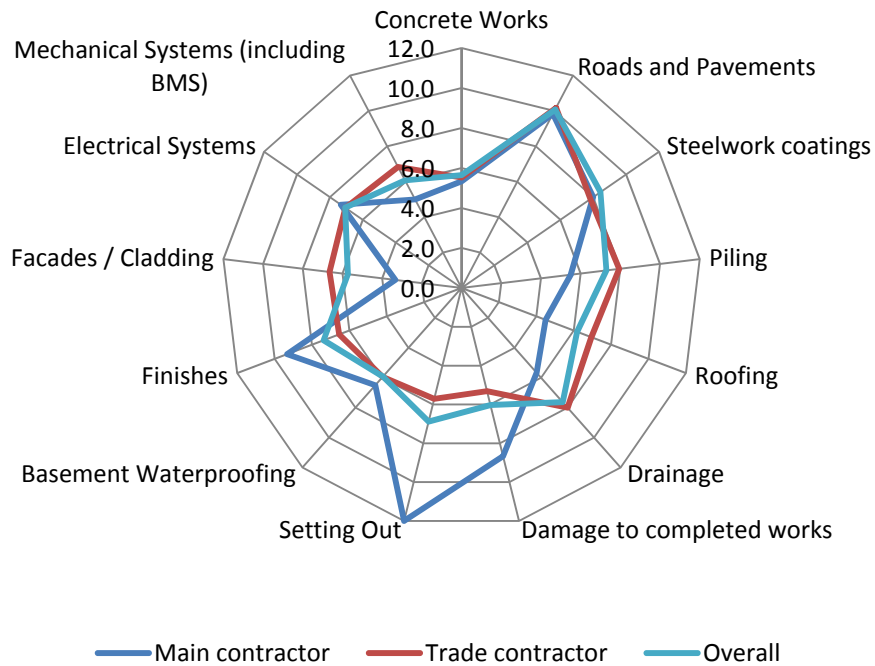 Concrete Works
12.0
Mechanical Systems (including
BMS)
10.0
Roads and Pavements
8.0
Electrical Systems
Steelwork coatings
6.0
4.0
2.0
Facades / Cladding
Piling
0.0
Finishes
Roofing
Basement Waterproofing
Drainage
Setting Out
Damage to completed works
Main contractor
Trade contractor
Overall